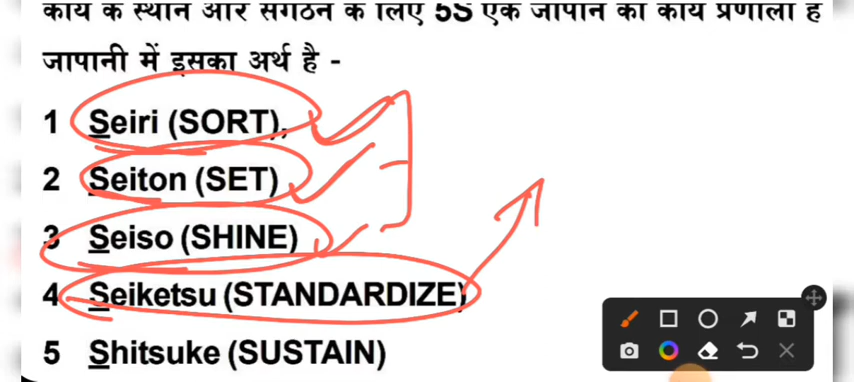 कार्य के स्थान और संगठन के लिए 5S एक जापान की कार्य प्रणाली है
जापानी में इसका अर्थ है -
1 Seiri (SORT),
2 Seiton (SET)
3 Seiso (SHINE)
4 Seiketsu (STANDARDIZE)
5 Shitsuke (SUSTAIN)